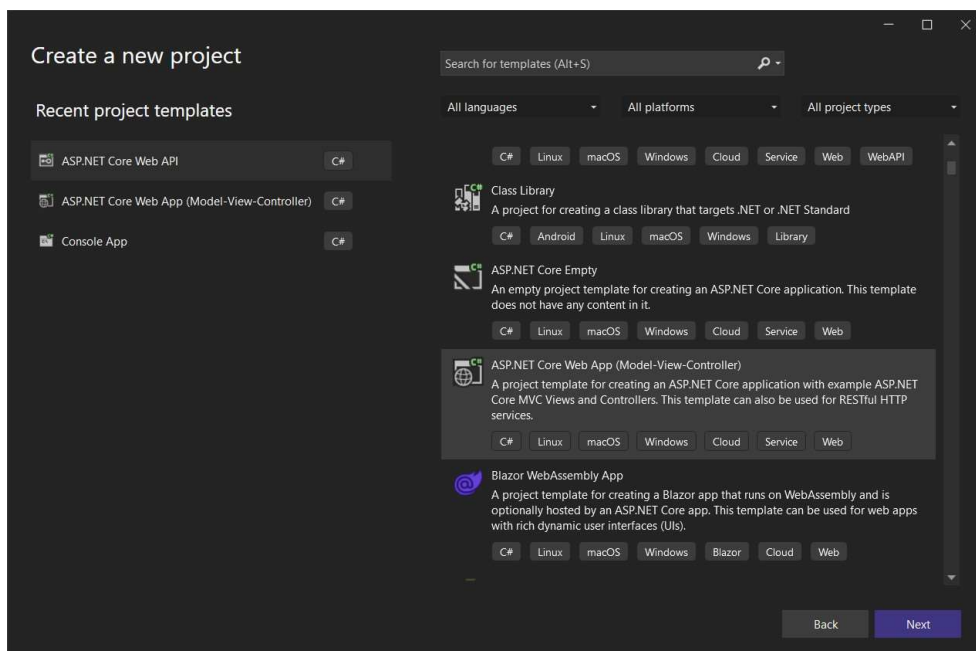 Create a new project
Search for templates (Alt+S)
Recent project templates
All languages
All platforms
All project types
ASP.NET Core Web API
C#
ASP.NET Core Web App (Model-View-Controller)
C#
Console App
C#
C# Linux macOS Windows Cloud Service Web WebAPI
C#
Class Library
A project for creating a class library that targets .NET or .NET Standard
C# Android Linux macOS Windows Library
C#
ASP.NET Core Empty
An empty project template for creating an ASP.NET Core application. This template
does not have any content in it.
C# Linux macOS Windows Cloud Service Web
C#
ASP.NET Core Web App (Model-View-Controller)
A project template for creating an ASP.NET Core application with example ASP.NET
Core MVC Views and Controllers. This template can also be used for RESTful HTTP
services.
C# Linux macOS Windows Cloud Service Web
Blazor WebAssembly App
A project template for creating a Blazor app that runs on WebAssembly and is
optionally hosted by an ASP.NET Core app. This template can be used for web apps
with rich dynamic user interfaces (UIs).
C# Linux macOS Windows Blazor Cloud Web
Back
Next